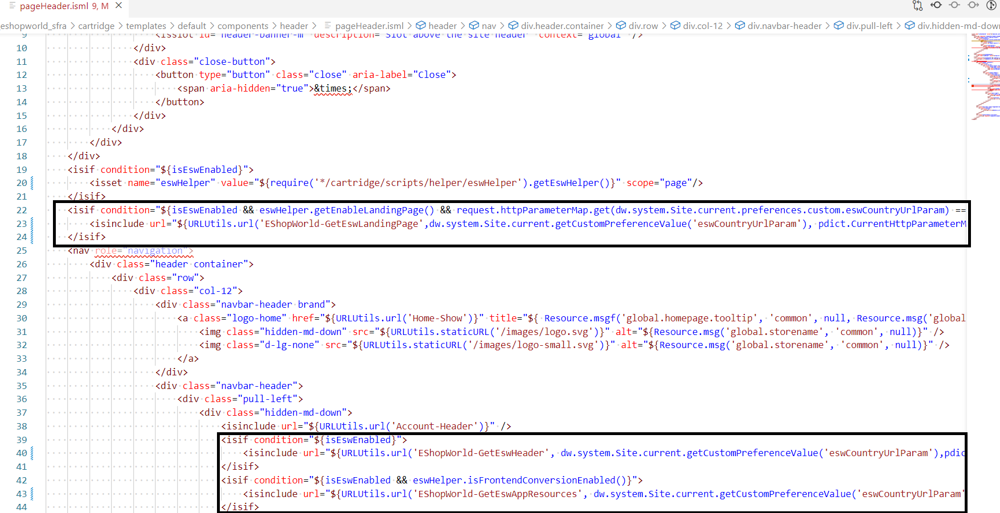 pageHeader.isml 9, M ×
eshopworld_sfra > cartridge > templates > default > components > header > pageHeader.isml > header > nav > div.header.container > div.row > div.col-12 > div.navbar-header > div.pull-left > div.hidden-md-down
9 <isslot id="header-banner-m" description="Slot above the site header" context="global" />
10 </div>
11 <div class="close-button">
12 <button type="button" class="close" aria-label="Close">
13 <span aria-hidden="true">&times;</span>
14 </button>
15 </div>
16 </div>
17 </div>
18 </div>
19 <isif condition="${isEswEnabled}">
20 <isset name="eswHelper" value="${require('*/cartridge/scripts/helper/eswHelper').getEswHelper()}" scope="page"/>
21 </isif>
22 <isif condition="${isEswEnabled && eswHelper.getEnableLandingPage() && request.httpParameterMap.get(dw.system.Site.current.preferences.custom.eswCountryUrlParam) ==
23 <isinclude url="${URLUtils.url('EShopWorld-GetEswLandingPage',dw.system.Site.current.getCustomPreferenceValue('eswCountryUrlParam'), pdict.CurrentHttpParameterM
24 </isif>
25 <nav role="navigation">
26 <div class="header container">
27 <div class="row">
28 <div class="col-12">
29 <div class="navbar-header brand">
30 <a class="logo-home" href="${URLUtils.url('Home-Show')}" title="${ Resource.msgf('global.homepage.tooltip', 'common', null, Resource.msg('global
31 <img class="hidden-md-down" src="${URLUtils.staticURL('/images/logo.svg')}" alt="${Resource.msg('global.storename', 'common', null)}" />
32 <img class="d-lg-none" src="${URLUtils.staticURL('/images/logo-small.svg')}" alt="${Resource.msg('global.storename', 'common', null)}" />
33 </a>
34 </div>
35 <div class="navbar-header">
36 <div class="pull-left">
37 <div class="hidden-md-down">
38 <isinclude url="${URLUtils.url('Account-Header')}" />
39 <isif condition="${isEswEnabled}">
40 <isinclude url="${URLUtils.url('EShopWorld-GetEswHeader', dw.system.Site.current.getCustomPreferenceValue('eswCountryUrlParam'),pdic
41 </isif>
42 <isif condition="${isEswEnabled && eswHelper.isFrontendConversionEnabled()}">
43 <isinclude url="${URLUtils.url('EShopWorld-GetEswAppResources', dw.system.Site.current.getCustomPreferenceValue('eswCountryUrlParam'
44 </isif>